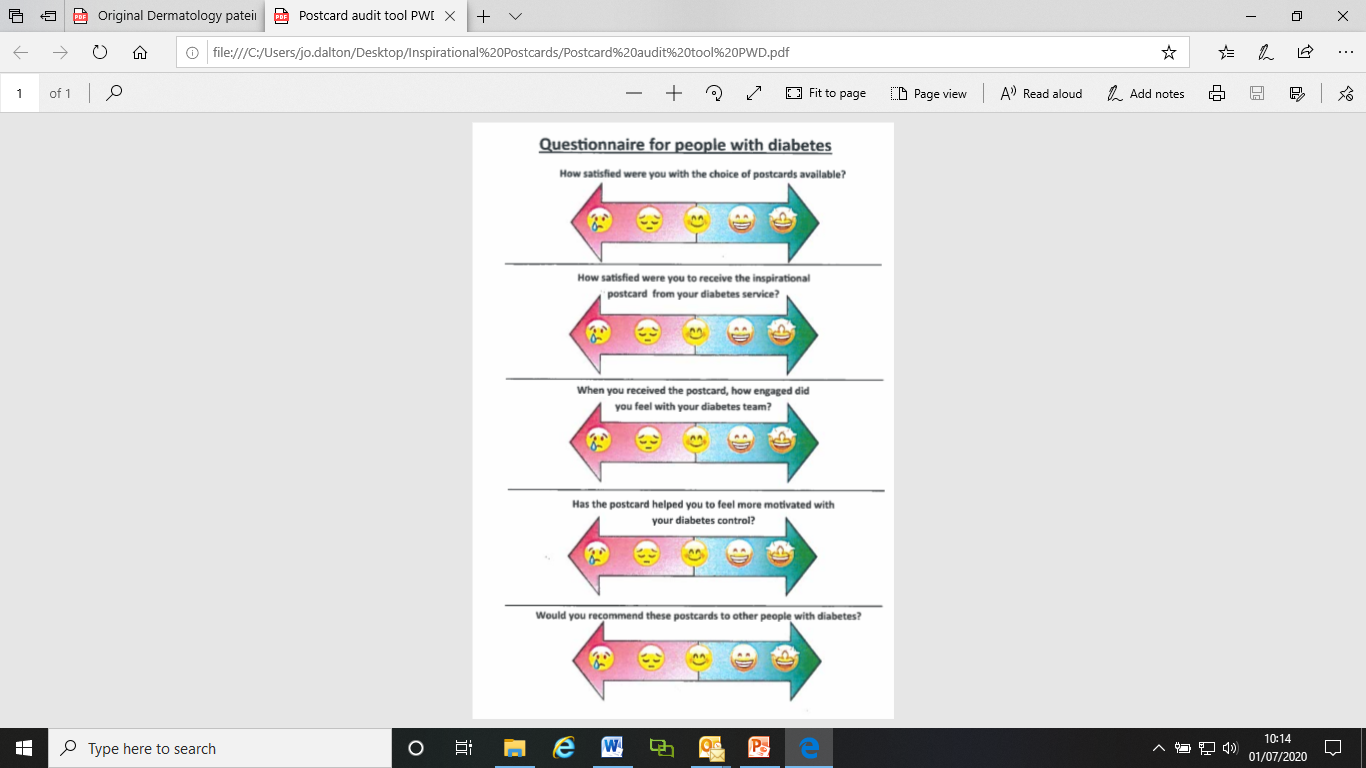 Original Dermatology patein
Postcard audit tool PWD
file:///C:/Users/jo.dalton/Desktop/Inspirational%20Postcards/Postcard%20audit%20tool%20PWD.pdf
1 of 1
Fit to page
Page view
Read aloud
Add notes
Questionnaire for people with diabetes
How satisfied were you with the choice of postcards available?
How satisfied were you to receive the inspirational
postcard from your diabetes service?
When you received the postcard, how engaged did
you feel with your diabetes team?
Has the postcard helped you to feel more motivated with
your diabetes control?
Would you recommend these postcards to other people with diabetes?
Type here to search
10:14
01/07/2020